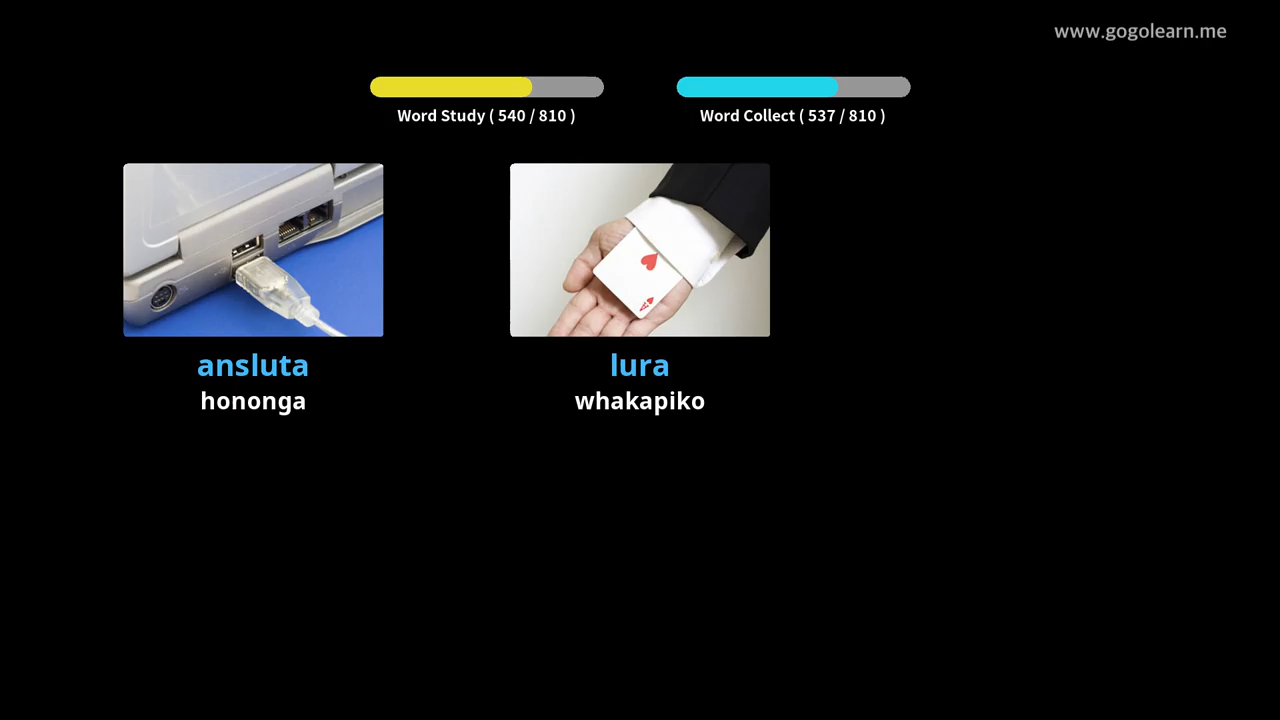 www.gogolearn.me
Word Study ( 540 / 810 )
Word Collect ( 537 / 810 )
ansluta
hononga
lura
whakapiko